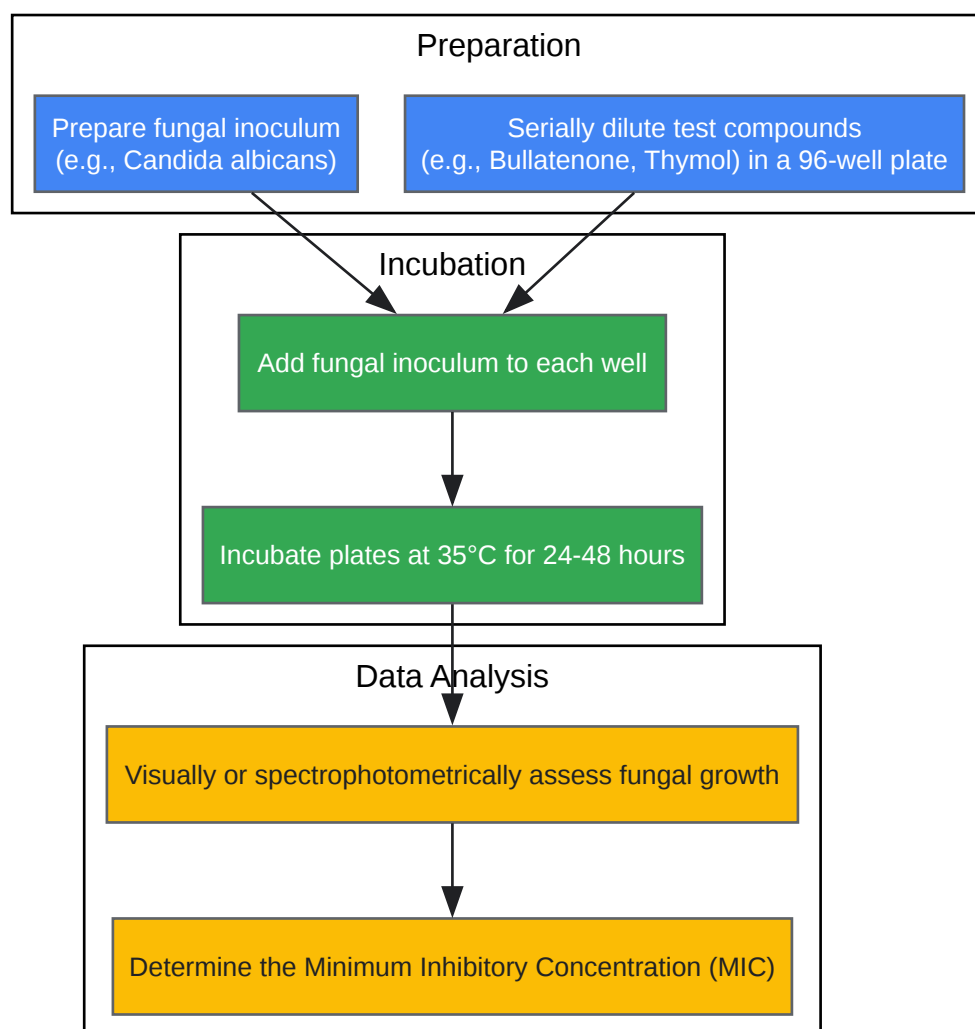 Preparation
Prepare fungal inoculum
(e.g., Candida albicans)
Serially dilute test compounds
(e.g., Bullatenone, Thymol) in a 96-well plate
Incubation
Add fungal inoculum to each well
Incubate plates at 35°C for 24-48 hours
Data Analysis
Visually or spectrophotometrically assess fungal growth
Determine the Minimum Inhibitory Concentration (MIC)